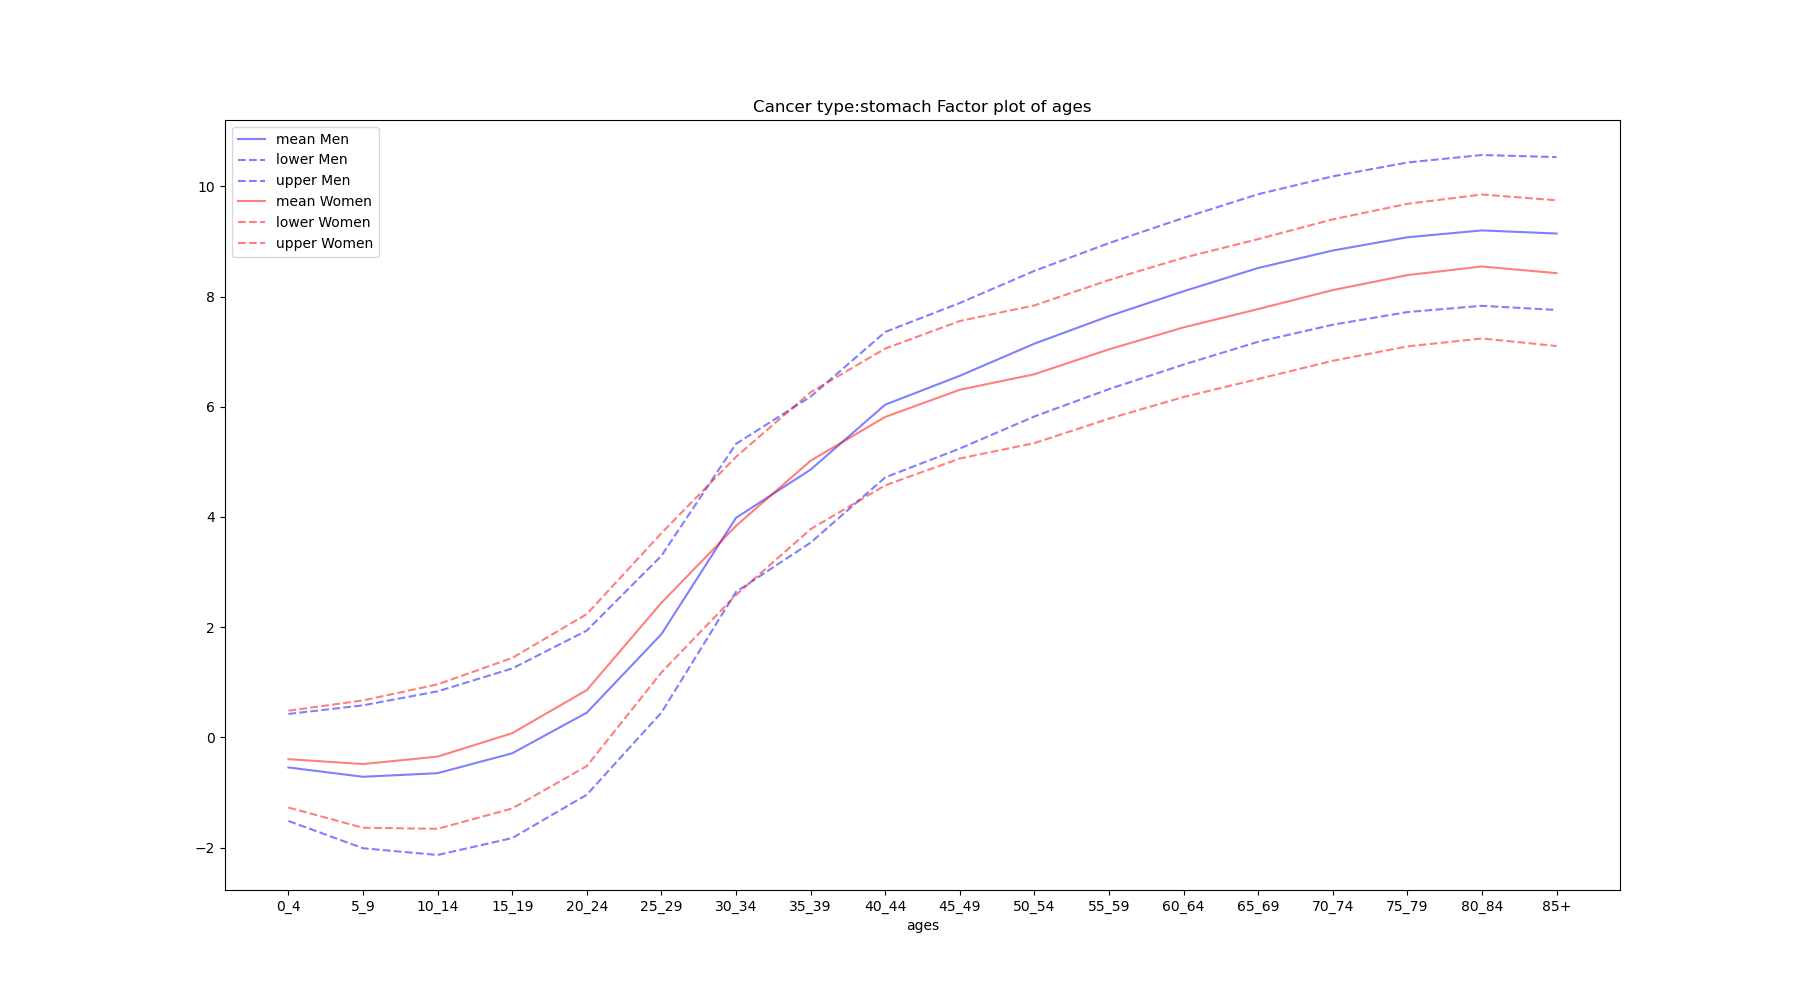 Cancer type:stomach Factor plot of ages
mean Men
lower Men
upper Men
mean Women
lower Women
upper Women
10
8
6
4
2
0
−2
0_4 5_9 10_14 15_19 20_24 25_29 30_34 35_39 40_44 45_49 50_54 55_59 60_64 65_69 70_74 75_79 80_84 85+
ages